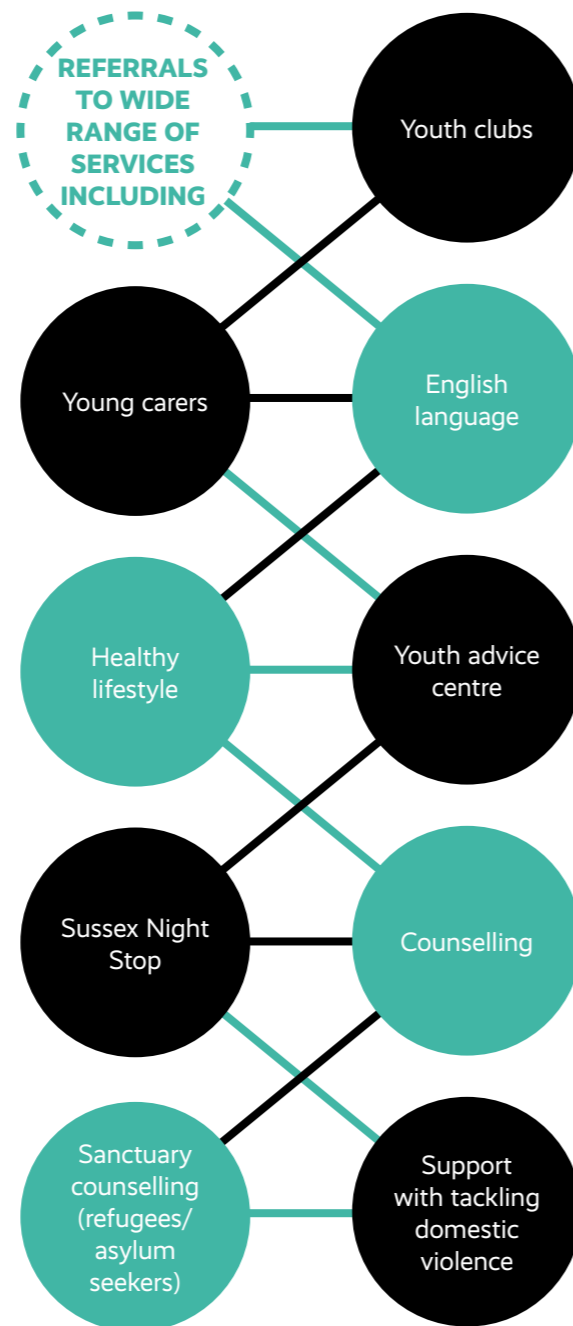 REFERRALS
TO WIDE
RANGE OF
SERVICES
INCLUDING
Youth clubs
Young carers
English
language
Healthy
lifestyle
Youth advice
centre
Sussex Night
Stop
Counselling
Sanctuary
counselling
(refugees/
asylum
seekers)
Support
with tackling
domestic
violence